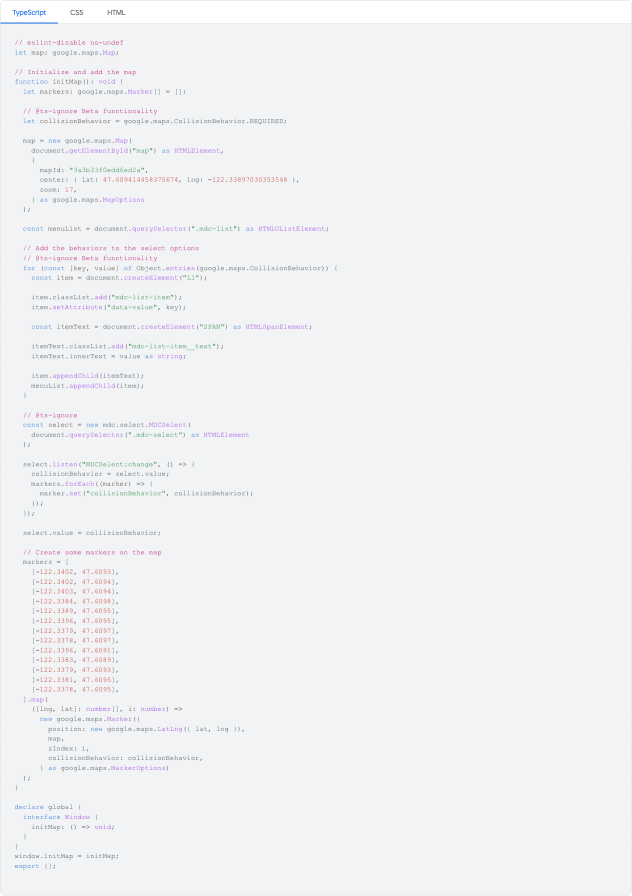 TypeScript CSS HTML
// eslint-disable no-undef
let map: google.maps.Map;
// Initialize and add the map
function initMap(): void {
let markers: google.maps.Marker[] = [];
// @ts-ignore Beta functionality
let collisionBehavior = google.maps.CollisionBehavior.REQUIRED;
map = new google.maps.Map(
document.getElementById("map") as HTMLElement,
{
mapId: "3a3b33f0edd6ed2a",
center: { lat: 47.609414458375674, lng: -122.33897030353548 },
zoom: 17,
} as google.maps.MapOptions
);
const menuList = document.querySelector(".mdc-list") as HTMLUListElement;
// Add the behaviors to the select options
// @ts-ignore Beta functionality
for (const [key, value] of Object.entries(google.maps.CollisionBehavior)) {
const item = document.createElement("LI");
item.classList.add("mdc-list-item");
item.setAttribute("data-value", key);
const itemText = document.createElement("SPAN") as HTMLSpanElement;
itemText.classList.add("mdc-list-item__text");
itemText.innerText = value as string;
item.appendChild(itemText);
menuList.appendChild(item);
}
// @ts-ignore
const select = new mdc.select.MDCSelect(
document.querySelector(".mdc-select") as HTMLElement
);
select.listen("MDCSelect:change", () => {
collisionBehavior = select.value;
markers.forEach((marker) => {
marker.set("collisionBehavior", collisionBehavior);
});
});
select.value = collisionBehavior;
// Create some markers on the map
markers = [
[-122.3402, 47.6093],
[-122.3402, 47.6094],
[-122.3403, 47.6094],
[-122.3384, 47.6098],
[-122.3389, 47.6095],
[-122.3396, 47.6095],
[-122.3379, 47.6097],
[-122.3378, 47.6097],
[-122.3396, 47.6091],
[-122.3383, 47.6089],
[-122.3379, 47.6093],
[-122.3381, 47.6095],
[-122.3378, 47.6095],
].map(
([lng, lat]: number[], i: number) =>
new google.maps.Marker({
position: new google.maps.LatLng({ lat, lng }),
map,
zIndex: i,
collisionBehavior: collisionBehavior,
} as google.maps.MarkerOptions)
);
}
declare global {
interface Window {
initMap: () => void;
}
}
window.initMap = initMap;
export {};